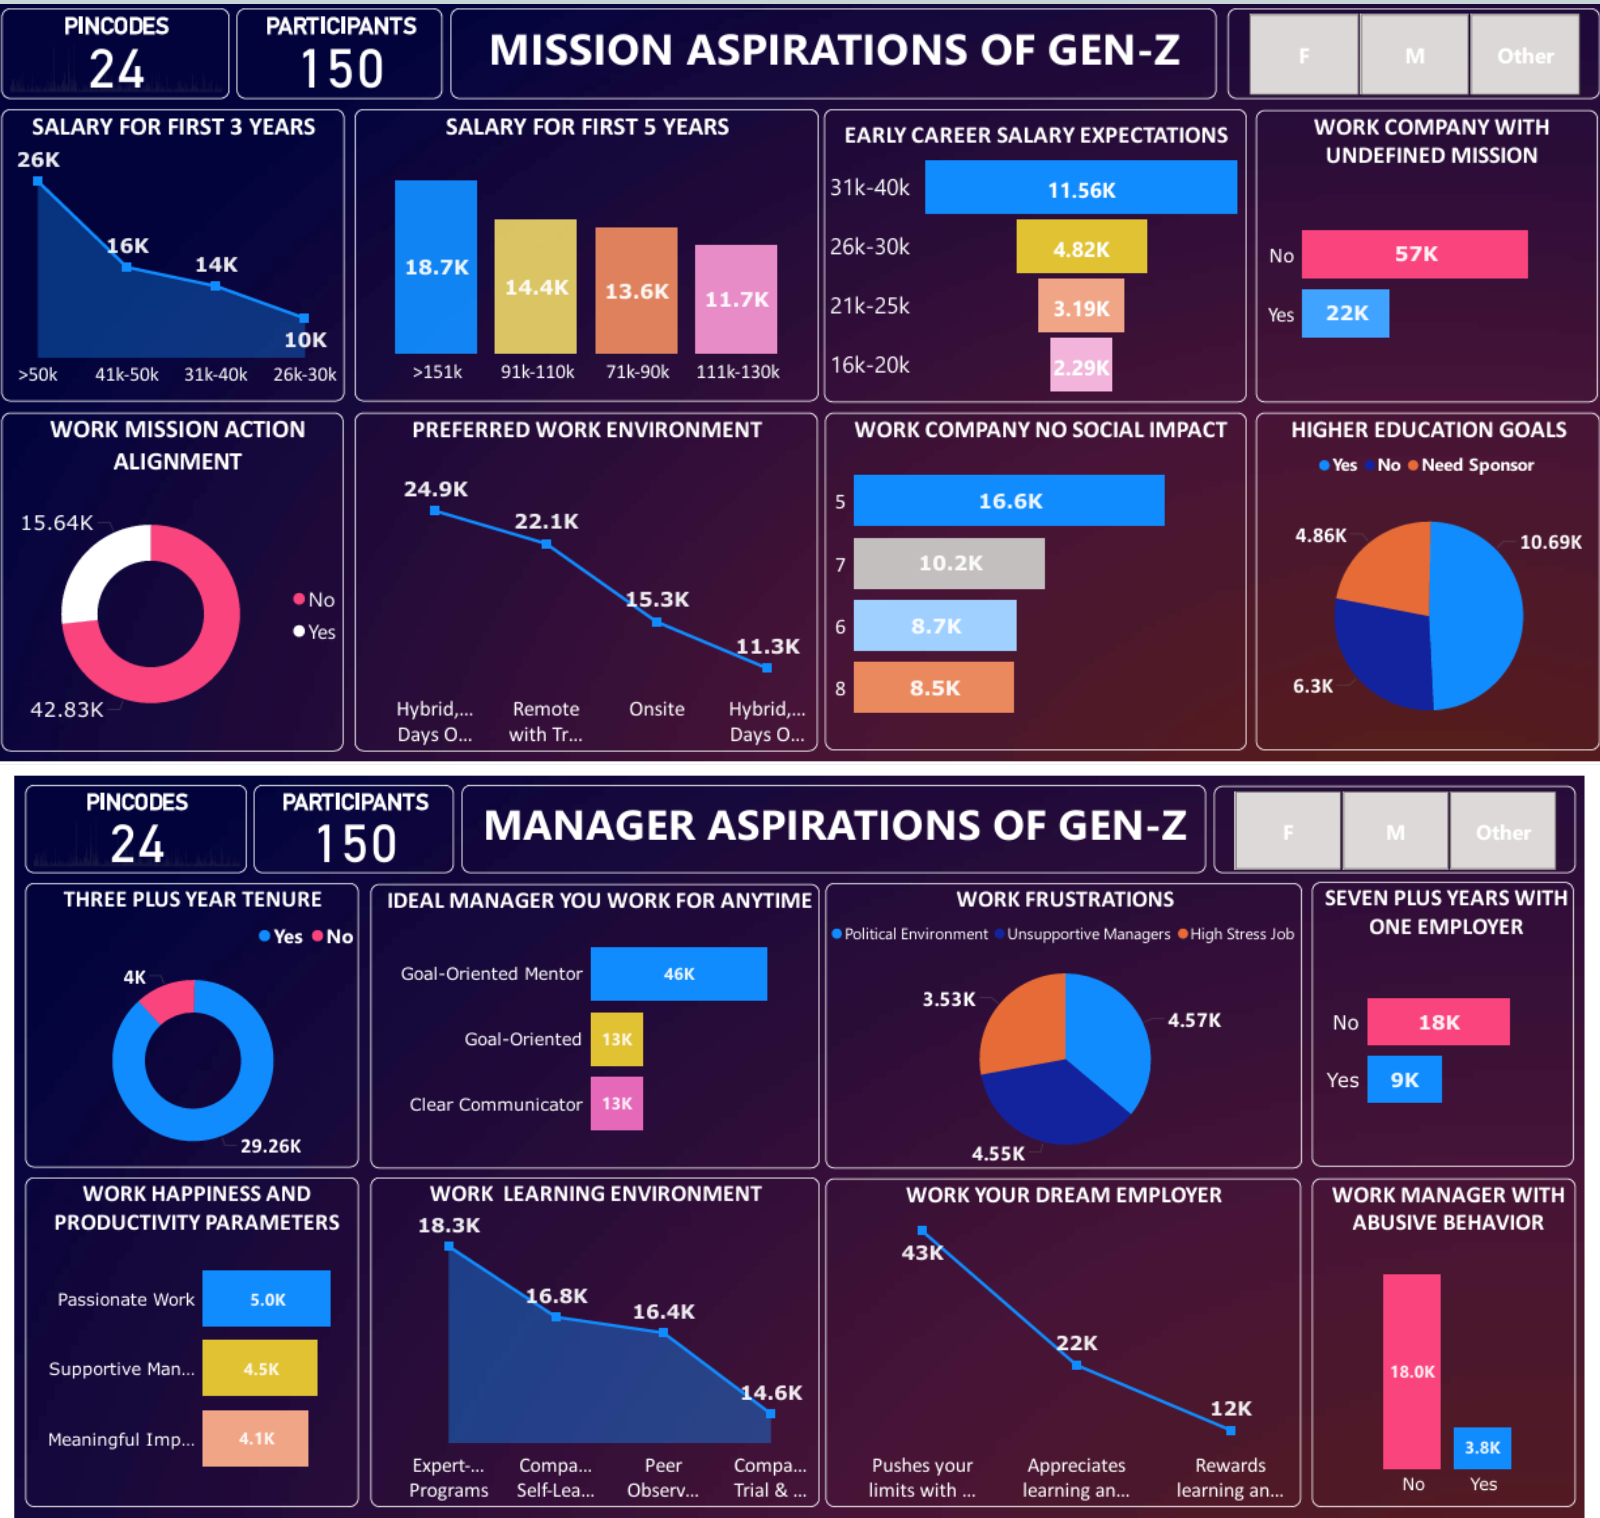 PINCODES
24
PARTICIPANTS
150
MISSION ASPIRATIONS OF GEN-Z
F
M
Other
SALARY FOR FIRST 3 YEARS
26K
16K
14K
10K
>50k
41k-50k
31k-40k
26k-30k
SALARY FOR FIRST 5 YEARS
18.7K
14.4K
13.6K
11.7K
>151k
91k-110k
71k-90k
111k-130k
EARLY CAREER SALARY EXPECTATIONS
31k-40k
11.56K
26k-30k
4.82K
21k-25k
3.19K
16k-20k
2.29K
WORK COMPANY WITH
UNDEFINED MISSION
No
57K
Yes
22K
WORK MISSION ACTION
ALIGNMENT
15.64K
No
Yes
42.83K
PREFERRED WORK ENVIRONMENT
24.9K
22.1K
15.3K
11.3K
Hybrid,...
Days O...
Remote
with Tr...
Onsite
Hybrid,...
Days O...
WORK COMPANY NO SOCIAL IMPACT
5
16.6K
7
10.2K
6
8.7K
8
8.5K
HIGHER EDUCATION GOALS
Yes
No
Need Sponsor
4.86K
10.69K
6.3K
PINCODES
24
PARTICIPANTS
150
MANAGER ASPIRATIONS OF GEN-Z
F
M
Other
THREE PLUS YEAR TENURE
Yes
No
4K
29.26K
IDEAL MANAGER YOU WORK FOR ANYTIME
Goal-Oriented Mentor
46K
Goal-Oriented
13K
Clear Communicator
13K
WORK FRUSTRATIONS
Political Environment
Unsupportive Managers
High Stress Job
3.53K
4.57K
4.55K
SEVEN PLUS YEARS WITH
ONE EMPLOYER
No
18K
Yes
9K
WORK HAPPINESS AND
PRODUCTIVITY PARAMETERS
Passionate Work
5.0K
Supportive Man...
4.5K
Meaningful Imp...
4.1K
WORK LEARNING ENVIRONMENT
18.3K
16.8K
16.4K
14.6K
Expert-...
Programs
Compa...
Self-Lea...
Peer
Observ...
Compa...
Trial & ...
WORK YOUR DREAM EMPLOYER
43K
22K
12K
Pushes your
limits with ...
Appreciates
learning an...
Rewards
learning an...
WORK MANAGER WITH
ABUSIVE BEHAVIOR
18.0K
3.8K
No
Yes